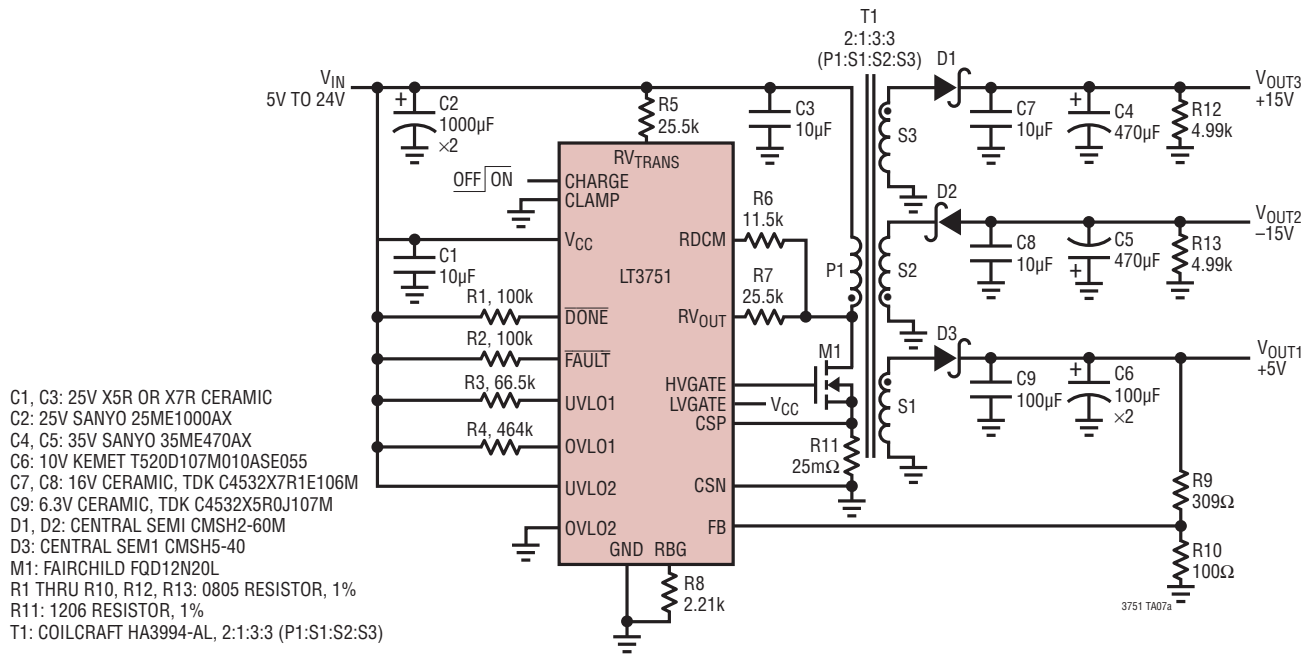 T1
2:1:3:3
(P1:S1:S2:S3)
D1
VIN
5V TO 24V
VOUT3
+15V
+
C2
1000µF
×2
R5
25.5k
C3
10µF
C7
10µF
+
C4
470µF
R12
4.99k
S3
RVTRANS
OFF ON
CHARGE
CLAMP
R6
11.5k
D2
VOUT2
–15V
VCC
RDCM
C1
10µF
LT3751
P1
S2
C8
10µF
C5
470µF
+
R13
4.99k
R7
25.5k
R1, 100k
DONE
RVOUT
R2, 100k
FAULT
M1
D3
VOUT1
+5V
R3, 66.5k
UVLO1
HVGATE
LVGATE
VCC
CSP
S1
C9
100µF
+
C6
100µF
×2
R4, 464k
OVLO1
R11
25mΩ
UVLO2
CSN
R9
309Ω
OVLO2
FB
GND
RBG
R10
100Ω
R8
2.21k
3751 TA07a
C1, C3: 25V X5R OR X7R CERAMIC
C2: 25V SANYO 25ME1000AX
C4, C5: 35V SANYO 35ME470AX
C6: 10V KEMET T520D107M010ASE055
C7, C8: 16V CERAMIC, TDK C4532X7R1E106M
C9: 6.3V CERAMIC, TDK C4532X5R0J107M
D1, D2: CENTRAL SEMI CMSH2-60M
D3: CENTRAL SEM1 CMSH5-40
M1: FAIRCHILD FQD12N20L
R1 THRU R10, R12, R13: 0805 RESISTOR, 1%
R11: 1206 RESISTOR, 1%
T1: COILCRAFT HA3994-AL, 2:1:3:3 (P1:S1:S2:S3)